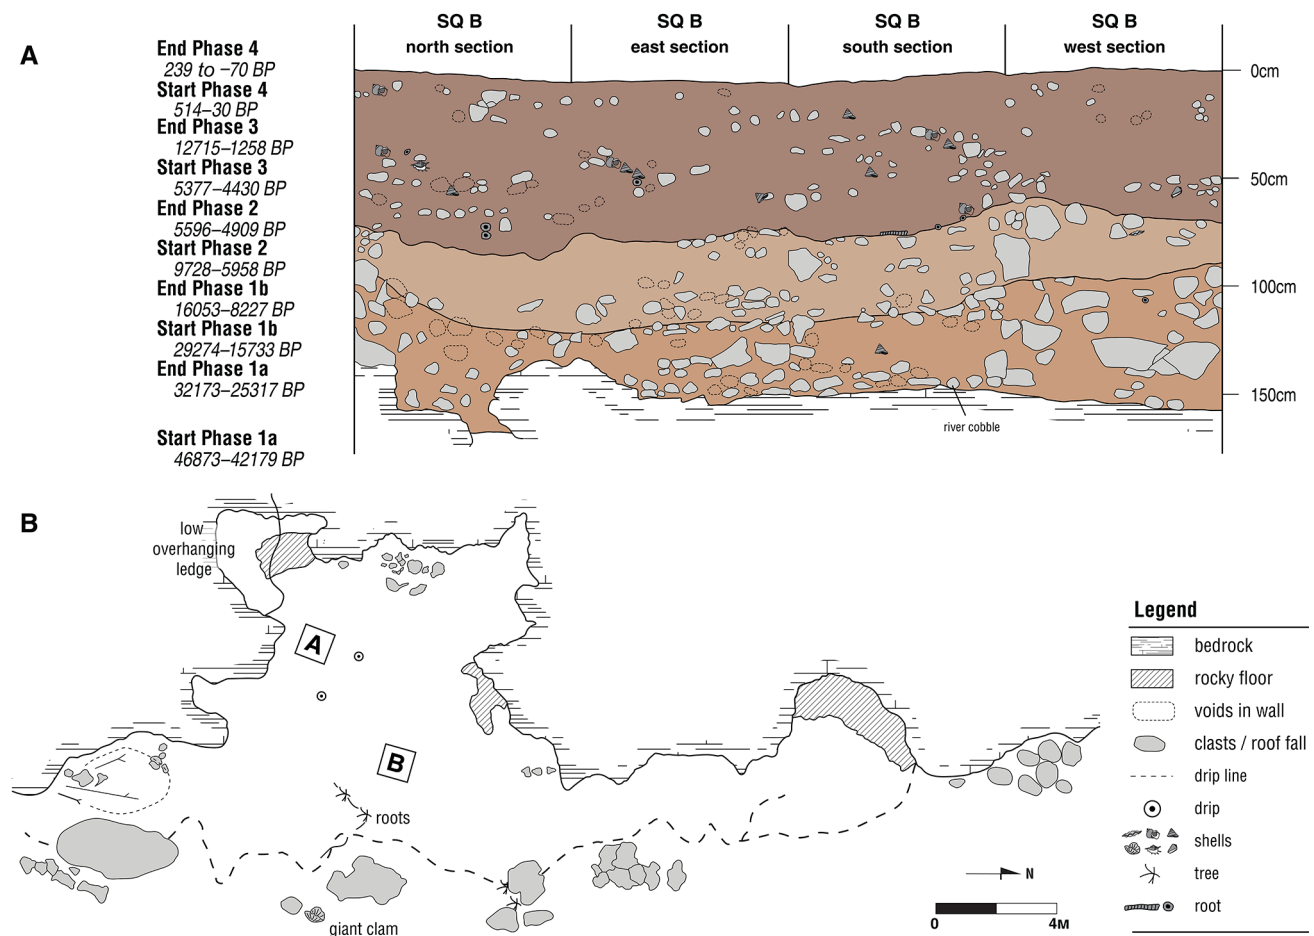 A
End Phase 4
239 to –70 BP
Start Phase 4
514–30 BP
End Phase 3
12715–1258 BP
Start Phase 3
5377–4430 BP
End Phase 2
5596–4909 BP
Start Phase 2
9728–5958 BP
End Phase 1b
16053–8227 BP
Start Phase 1b
29274–15733 BP
End Phase 1a
32173–25317 BP
Start Phase 1a
46873–42179 BP
SQ B
north section
SQ B
east section
SQ B
south section
SQ B
west section
0cm
50cm
100cm
150cm
river cobble
B
low
overhanging
ledge
A
B
roots
giant clam
N
0
4M
Legend
bedrock
rocky floor
voids in wall
clasts / roof fall
drip line
drip
shells
tree
root